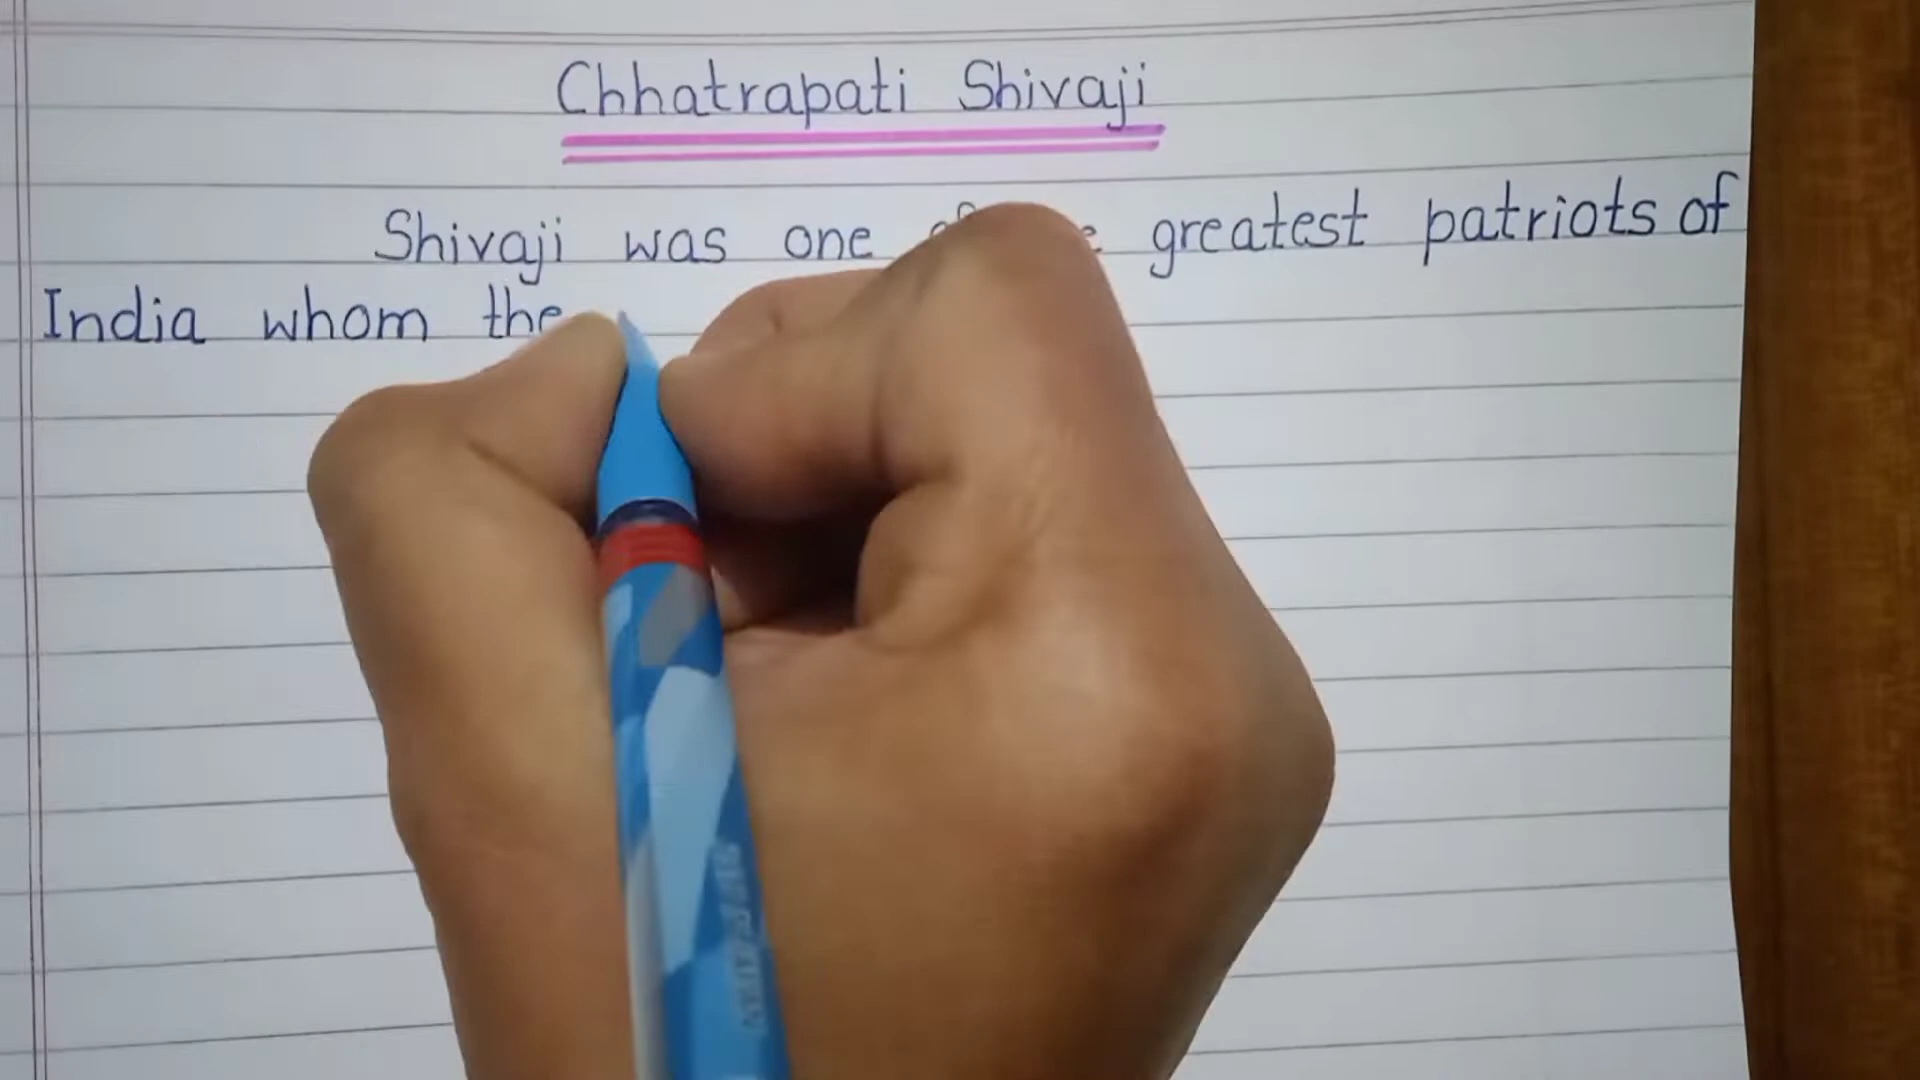 Chhatrapati Shivaji
Shivaji was one greatest patriots of
India whom the